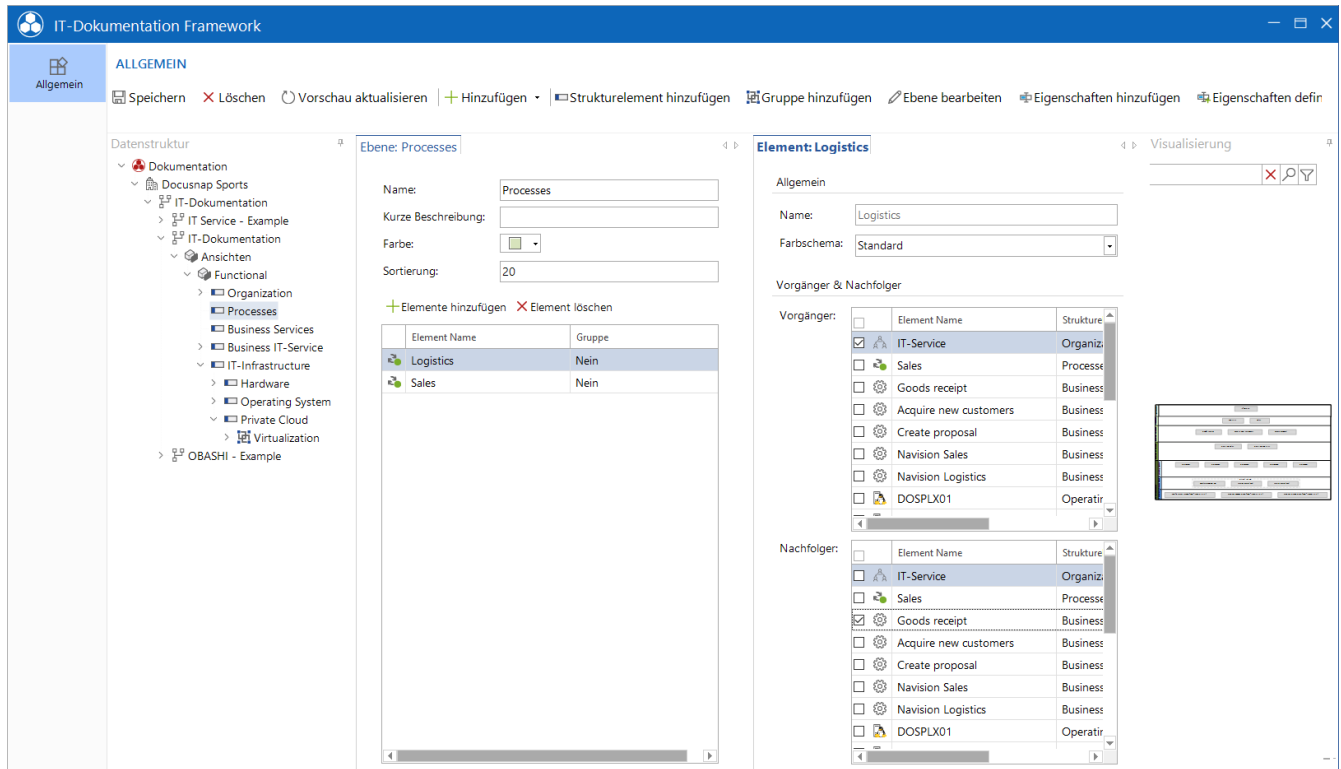 IT-Dokumentation Framework
Allgemein
ALLGEMEIN
Speichern Löschen Vorschau aktualisieren Hinzufügen Strukturelement hinzufügen Gruppe hinzufügen Ebene bearbeiten Eigenschaften hinzufügen Eigenschaften defin
Datenstruktur
Dokumentation
Docusnap Sports
IT-Dokumentation
IT Service - Example
IT-Dokumentation
Ansichten
Functional
Organization
Processes
Business Services
Business IT-Service
IT-Infrastructure
Hardware
Operating System
Private Cloud
Virtualization
OBASHI - Example
Ebene: Processes
Name: Processes
Kurze Beschreibung:
Farbe:
Sortierung: 20
Elemente hinzufügen Element löschen
Element Name Gruppe
Logistics Nein
Sales Nein
Element: Logistics
Allgemein
Name: Logistics
Farbschema: Standard
Vorgänger & Nachfolger
Vorgänger:
Element Name Strukture
IT-Service Organiza
Sales Processe
Goods receipt Business
Acquire new customers Business
Create proposal Business
Navision Sales Business
Navision Logistics Business
DOSPLX01 Operatin
Nachfolger:
Element Name Strukture
IT-Service Organiza
Sales Processe
Goods receipt Business
Acquire new customers Business
Create proposal Business
Navision Sales Business
Navision Logistics Business
DOSPLX01 Operatin
Visualisierung